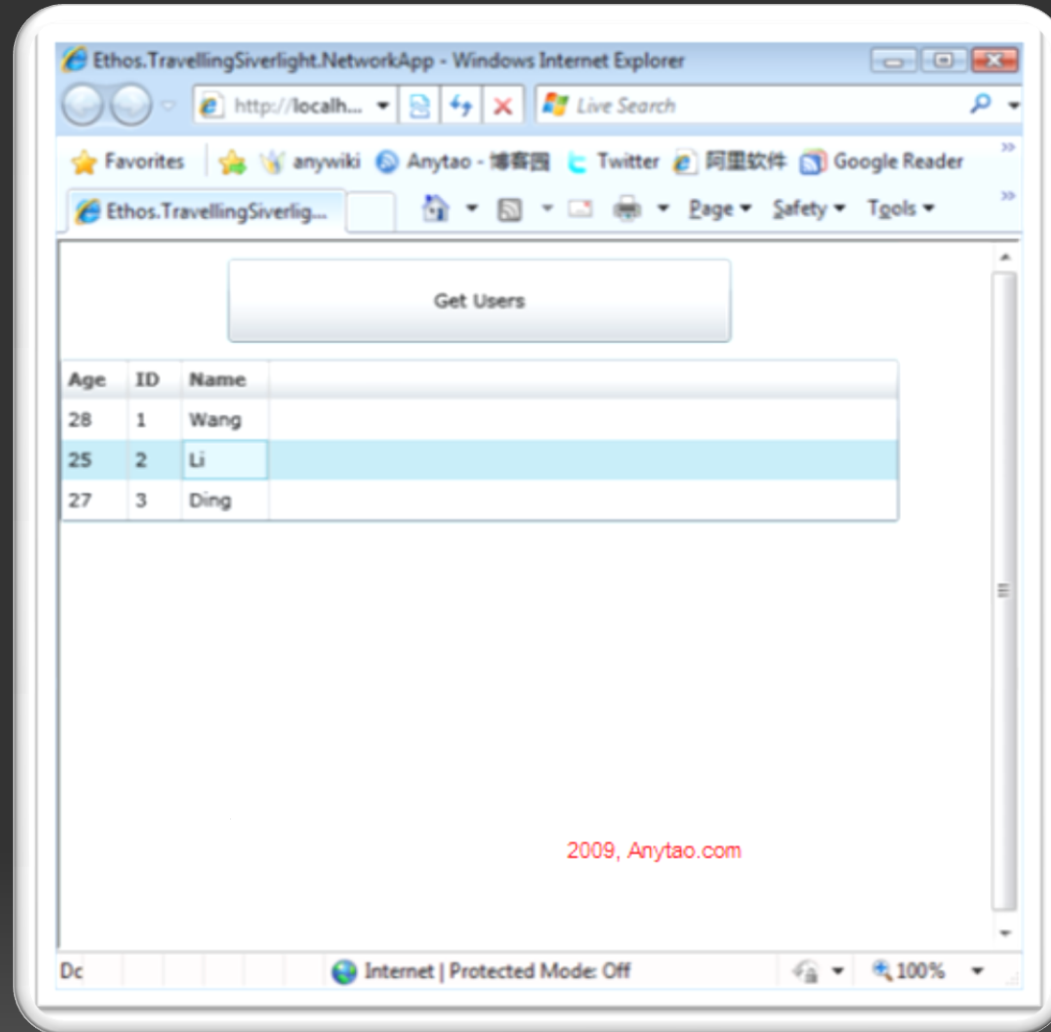 Ethos.TravellingSiverlight.NetworkApp - Windows Internet Explorer
http://localh... Live Search
Favorites anywiki Anytao - 博客园 Twitter 阿里软件 Google Reader
Ethos.TravellingSiverlig... Page Safety Tools
Get Users
Age ID Name
28 1 Wang
25 2 Li
27 3 Ding
2009, Anytao.com
Dc Internet | Protected Mode: Off 100%